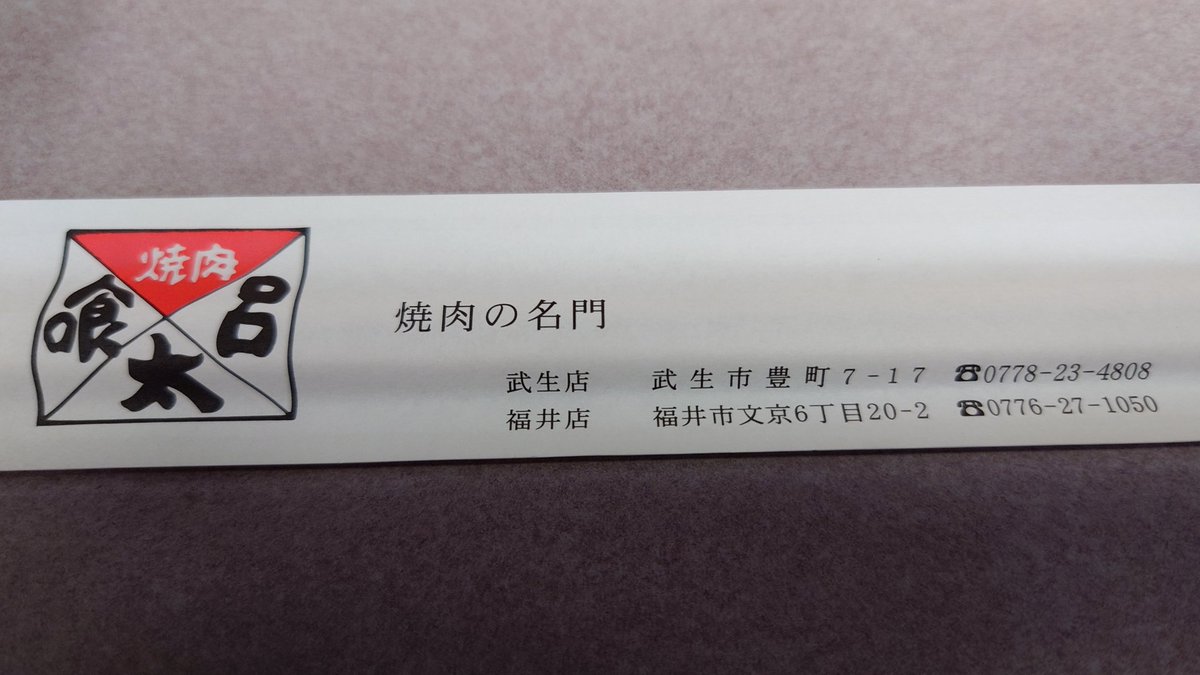 焼肉
喰太呂
焼肉の名門
武生店 武生市豊町7-17 ☎0778-23-4808
福井店 福井市文京6丁目20-2 ☎0776-27-1050